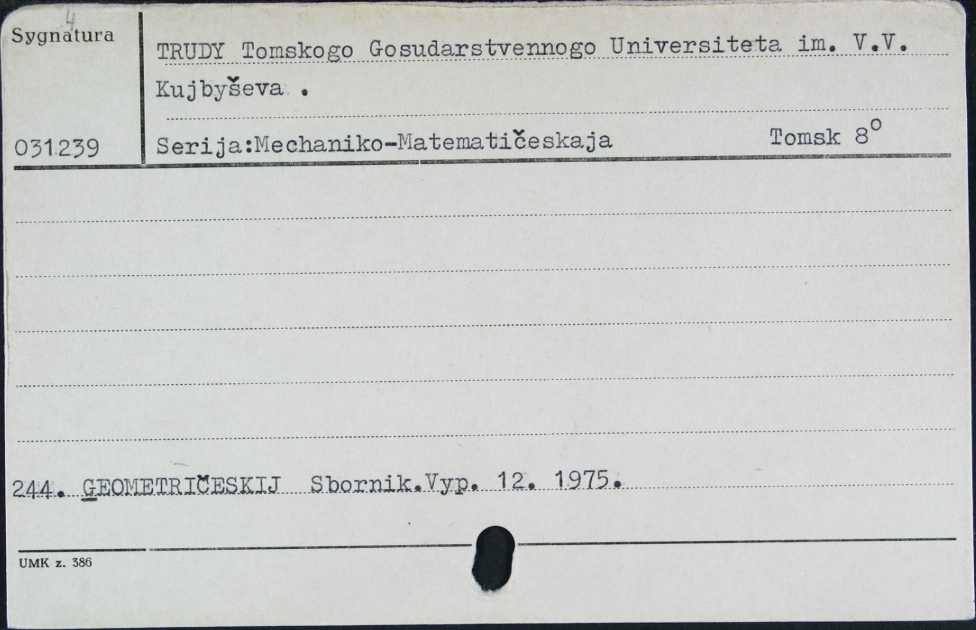 4
Sygnatura
TRUDY Tomskogo Gosudarstvennogo Universiteta im. V.V.
Kujbyševa .
031239
Serija:Mechaniko-Matematičeskaja Tomsk 8°
244. GEOMETRIČESKIJ Sbornik.Vyp. 12. 1975.
UMK z. 386